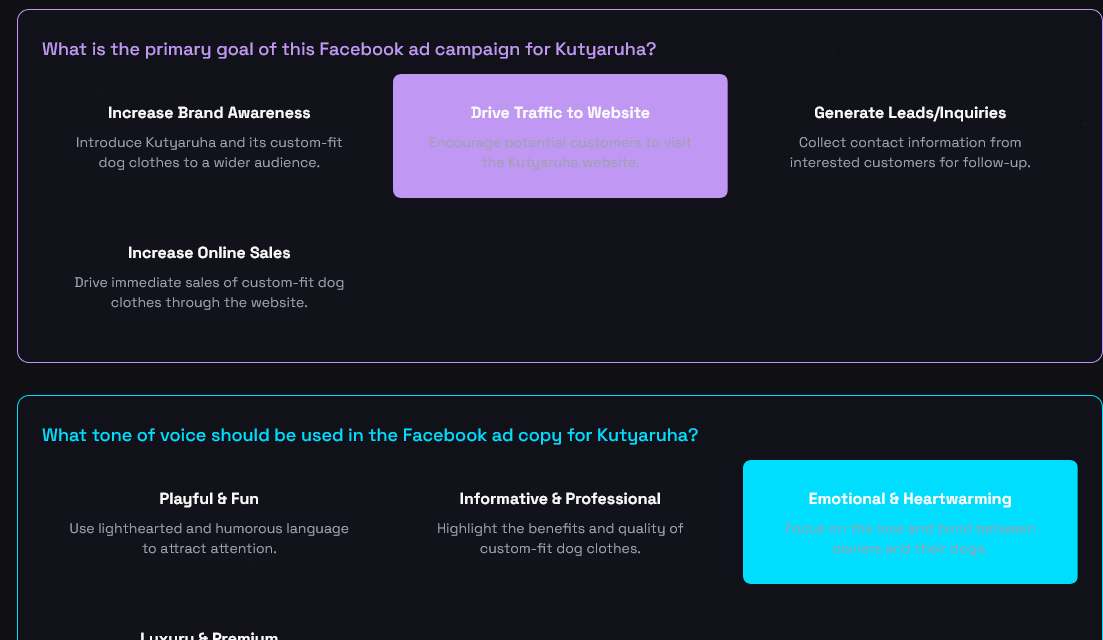 What is the primary goal of this Facebook ad campaign for Kutyaruha?
Increase Brand Awareness
Introduce Kutyaruha and its custom-fit
dog clothes to a wider audience.
Drive Traffic to Website
Encourage potential customers to visit
the Kutyaruha website.
Generate Leads/Inquiries
Collect contact information from
interested customers for follow-up.
Increase Online Sales
Drive immediate sales of custom-fit dog
clothes through the website.
What tone of voice should be used in the Facebook ad copy for Kutyaruha?
Playful & Fun
Use lighthearted and humorous language
to attract attention.
Informative & Professional
Highlight the benefits and quality of
custom-fit dog clothes.
Emotional & Heartwarming
Focus on the love and bond between
owners and their dogs.
Luxury & Premium